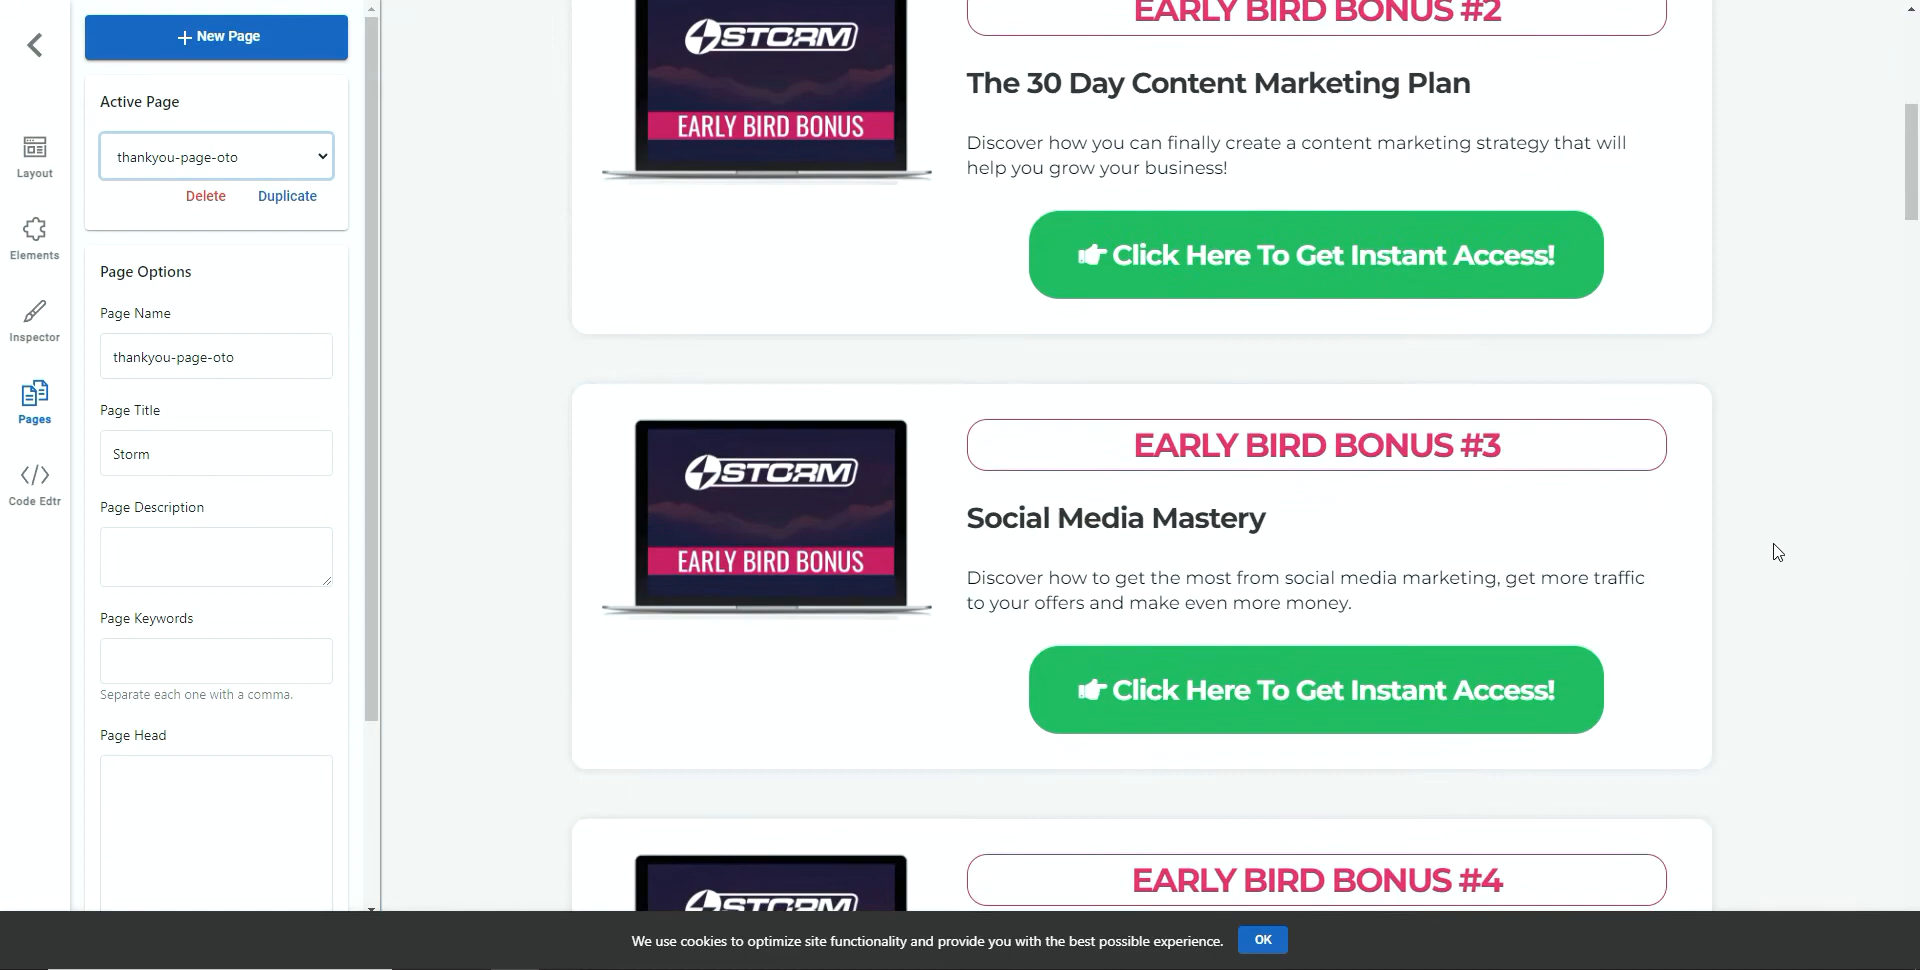 New Page
Active Page
thankyou-page-oto
Delete
Duplicate
Layout
Elements
Inspector
Pages
Code Edtr
Page Options
Page Name
thankyou-page-oto
Page Title
Storm
Page Description
Page Keywords
Separate each one with a comma.
Page Head
STORM
EARLY BIRD BONUS
EARLY BIRD BONUS #2
The 30 Day Content Marketing Plan
Discover how you can finally create a content marketing strategy that will
help you grow your business!
Click Here To Get Instant Access!
STORM
EARLY BIRD BONUS
EARLY BIRD BONUS #3
Social Media Mastery
Discover how to get the most from social media marketing, get more traffic
to your offers and make even more money.
Click Here To Get Instant Access!
STORM
EARLY BIRD BONUS #4
We use cookies to optimize site functionality and provide you with the best possible experience.
OK